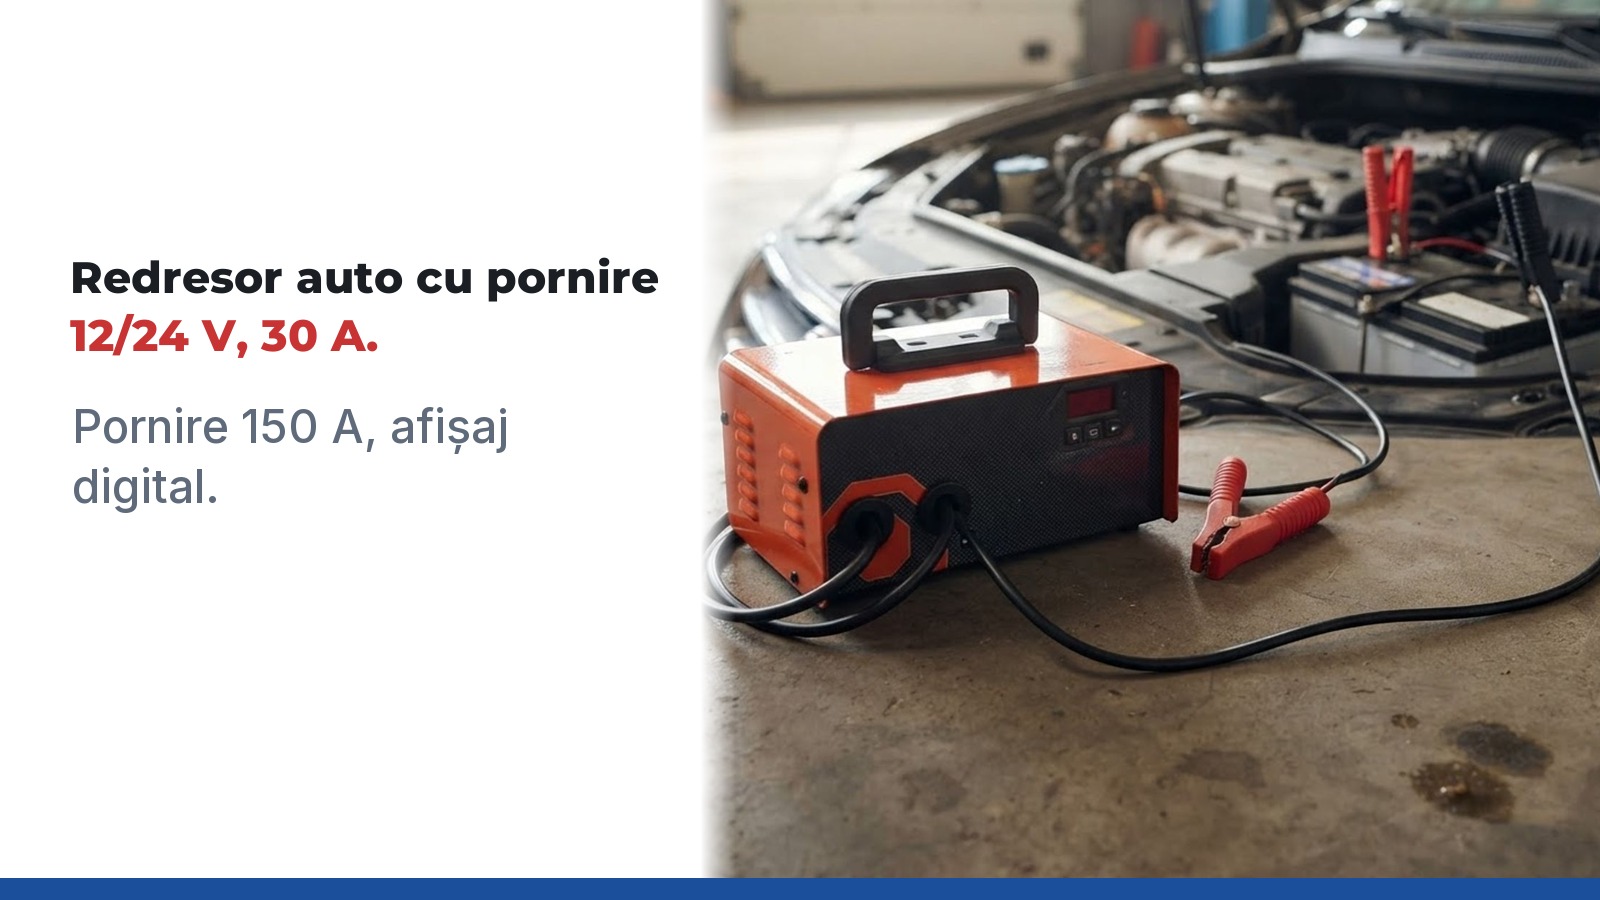 Redresor auto cu pornire
12/24 V, 30 A.
Pornire 150 A, afișaj
digital.